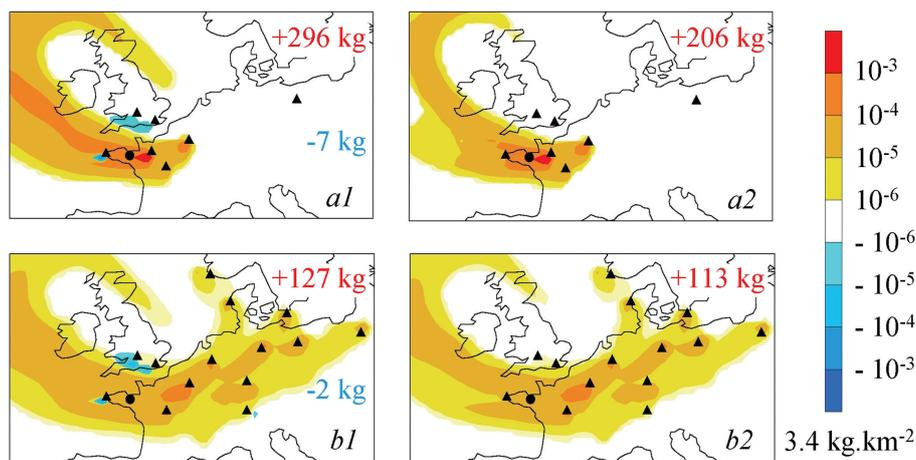 +296 kg
-7 kg
a1
+206 kg
a2
+127 kg
-2 kg
b1
+113 kg
b2
10-3
10-4
10-5
10-6
- 10-6
- 10-5
- 10-4
- 10-3
3.4 kg.km-2